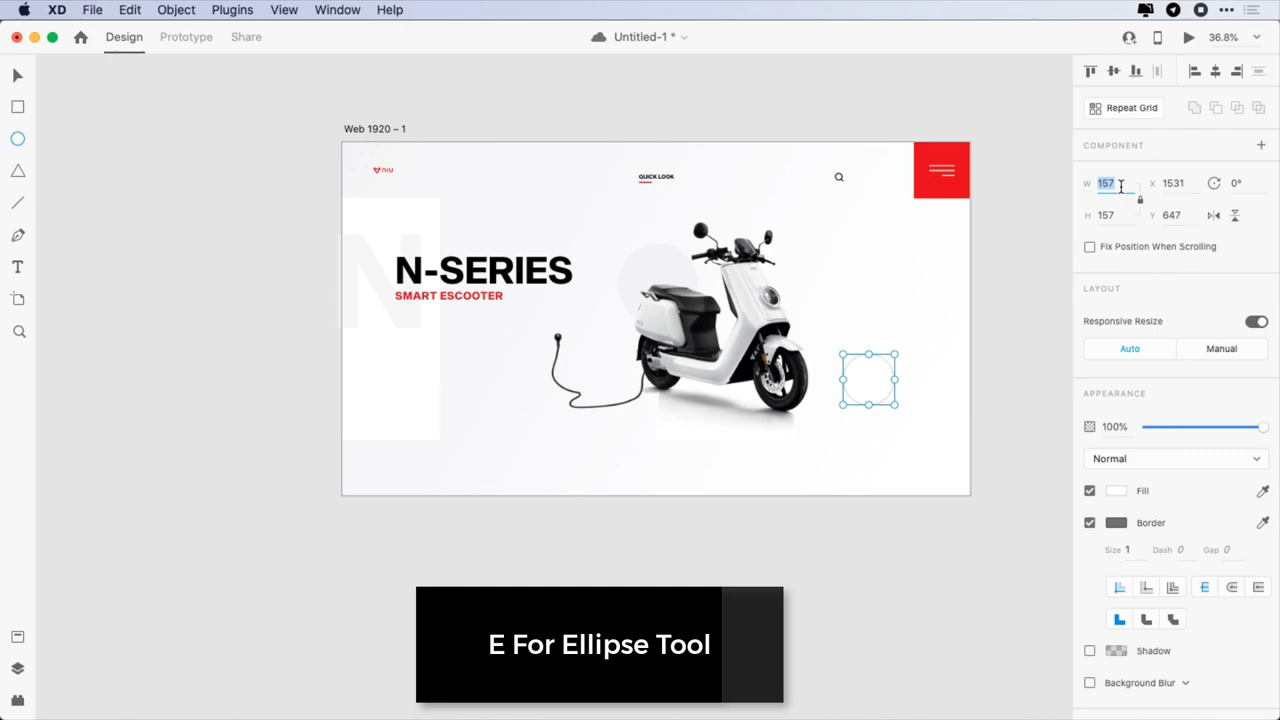 XD File Edit Object Plugins View Window Help
Design Prototype Share
Untitled-1 *
36.8%
Repeat Grid
Web 1920 – 1
COMPONENT
NIU
QUICK LOOK
W 157 X 1531 0°
H 157 Y 647
Fix Position When Scrolling
N
N-SERIES
SMART ESCOOTER
LAYOUT
Responsive Resize
Auto Manual
APPEARANCE
100%
Normal
Fill
Border
Size 1 Dash 0 Gap 0
Shadow
Background Blur
E For Ellipse Tool